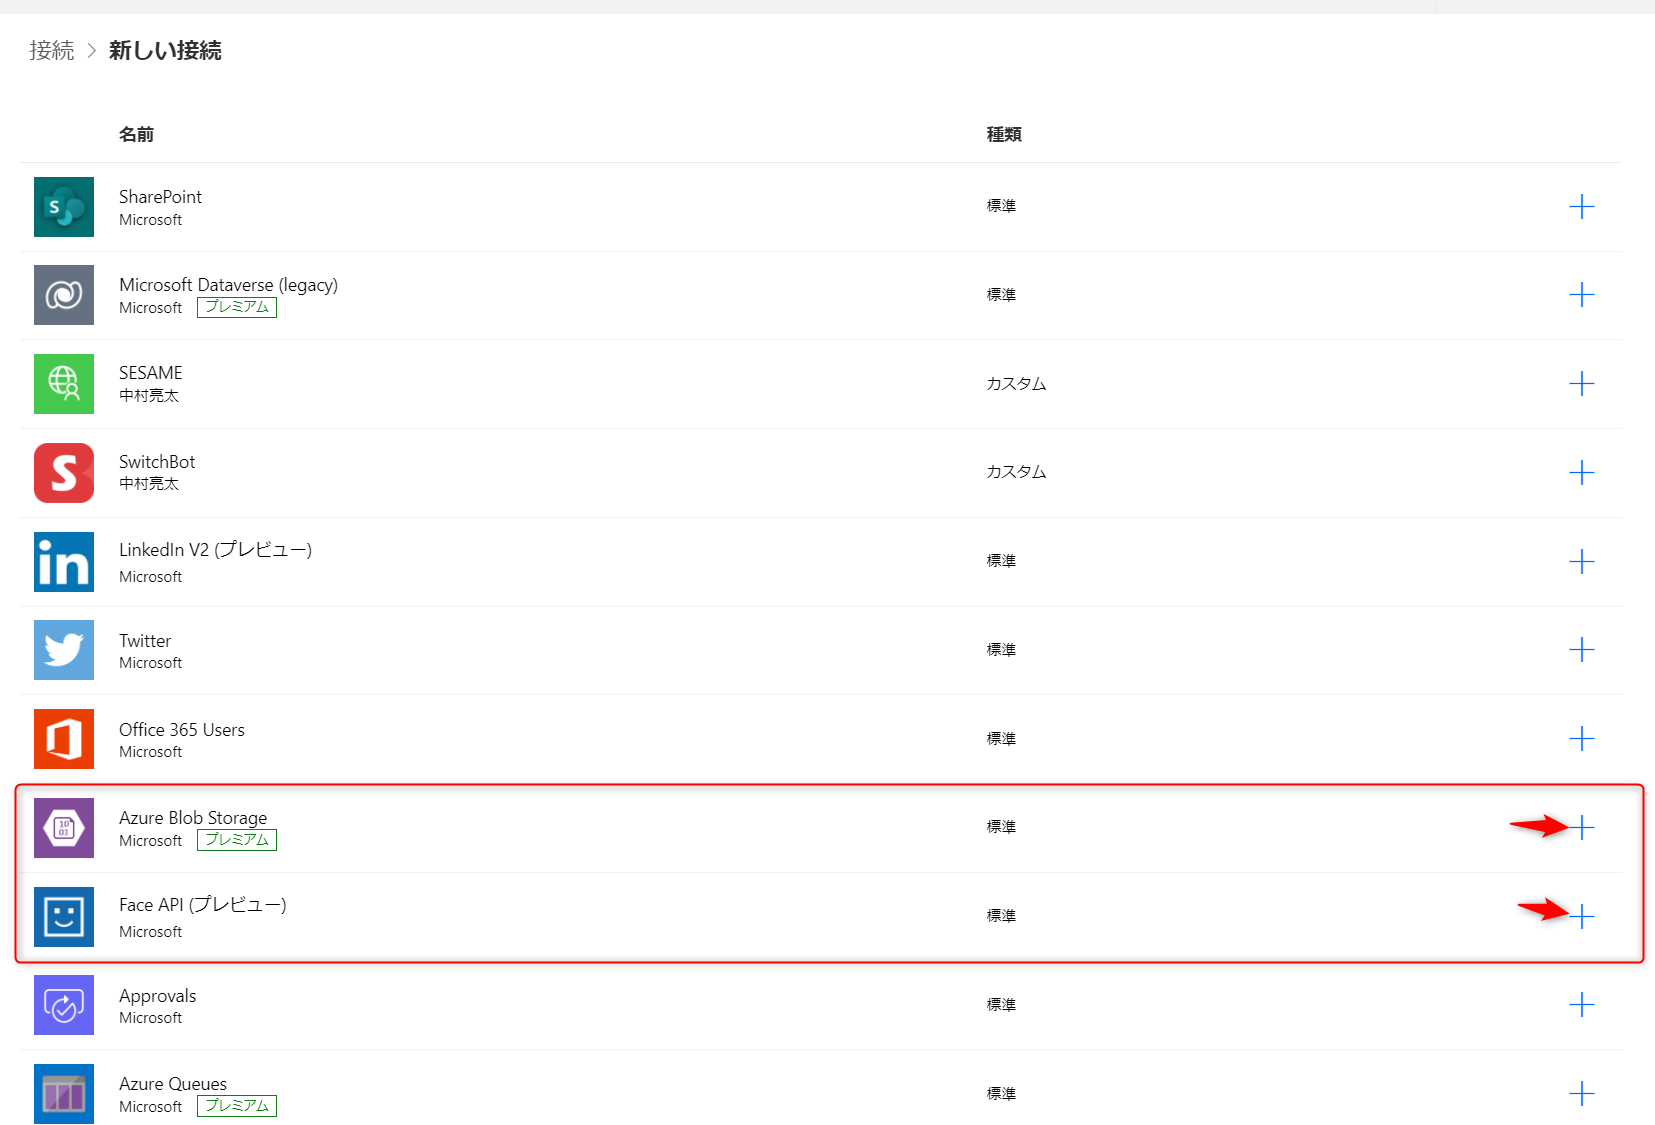 接続 > 新しい接続
名前 種類
SharePoint
Microsoft
標準
Microsoft Dataverse (legacy)
Microsoft プレミアム
標準
SESAME
中村亮太
カスタム
S
SwitchBot
中村亮太
カスタム
in
LinkedIn V2 (プレビュー)
Microsoft
標準
Twitter
Microsoft
標準
Office 365 Users
Microsoft
標準
10
01
Azure Blob Storage
Microsoft プレミアム
標準
Face API (プレビュー)
Microsoft
標準
Approvals
Microsoft
標準
Azure Queues
Microsoft プレミアム
標準